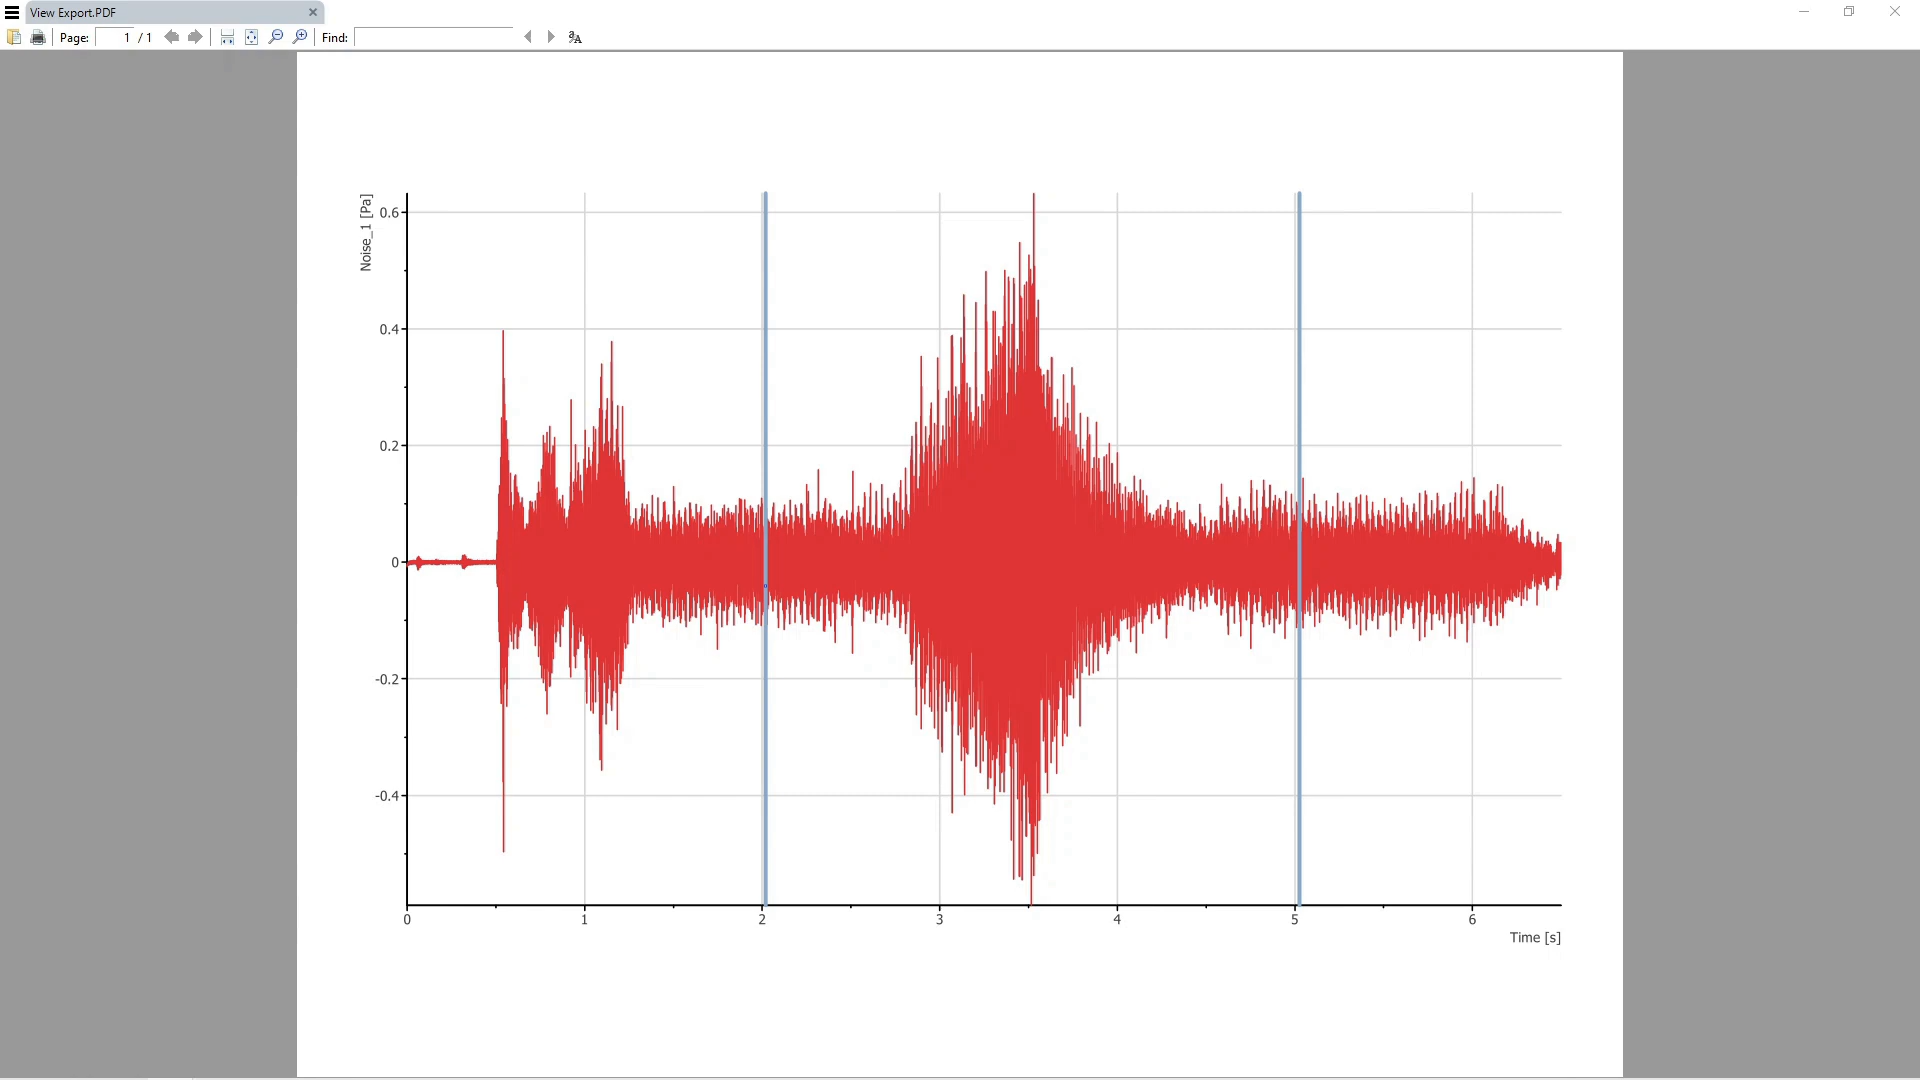 View Export.PDF
Page: 1 / 1 Find:
Noise_1 [Pa]
0.6
0.4
0.2
0
-0.2
-0.4
0 1 2 3 4 5 6
Time [s]